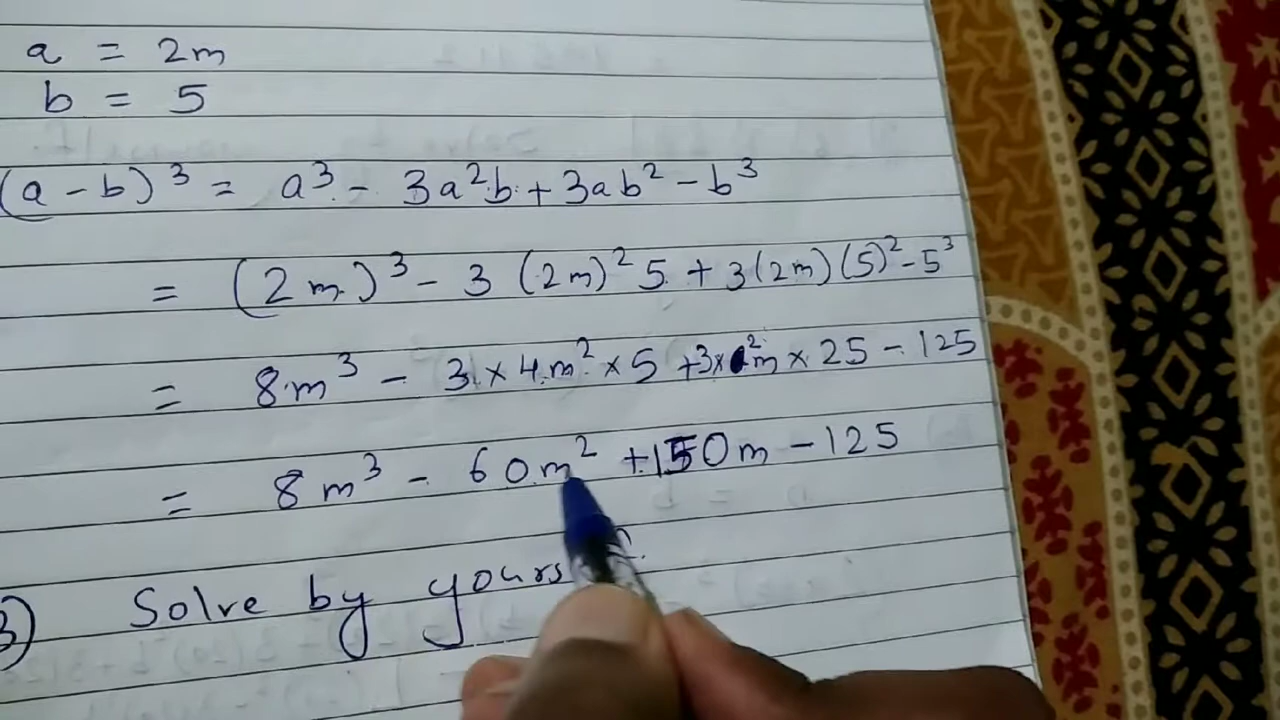 a = 2m
b = 5
(a - b)³ = a³ - 3a²b + 3ab² - b³
= (2m)³ - 3 (2m)² 5 + 3(2m)(5)² - 5³
= 8m³ - 3 × 4m² × 5 + 3 × 2m × 25 - 125
= 8m³ - 60m² + 150m - 125
3) Solve by yours